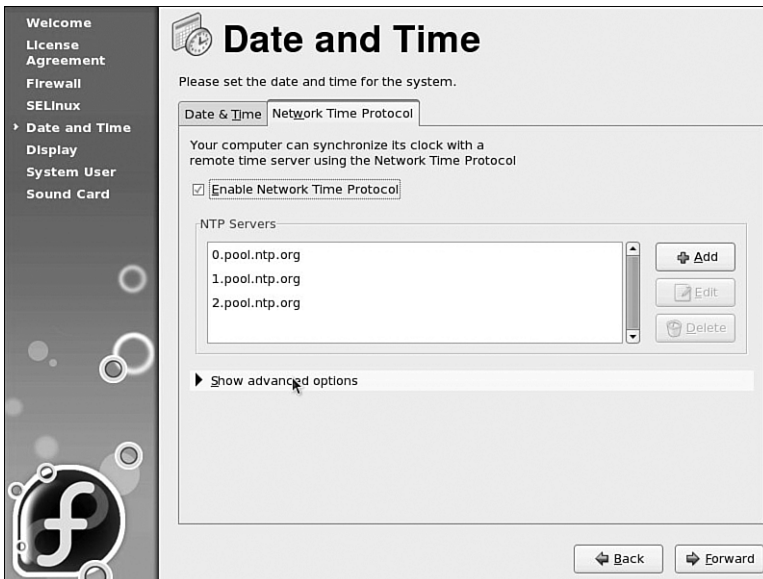 Welcome
License
Agreement
Firewall
SELinux
Date and Time
Display
System User
Sound Card
Date and Time
Please set the date and time for the system.
Date & Time
Network Time Protocol
Your computer can synchronize its clock with a
remote time server using the Network Time Protocol
Enable Network Time Protocol
NTP Servers
0.pool.ntp.org
1.pool.ntp.org
2.pool.ntp.org
Add
Edit
Delete
Show advanced options
Back
Forward